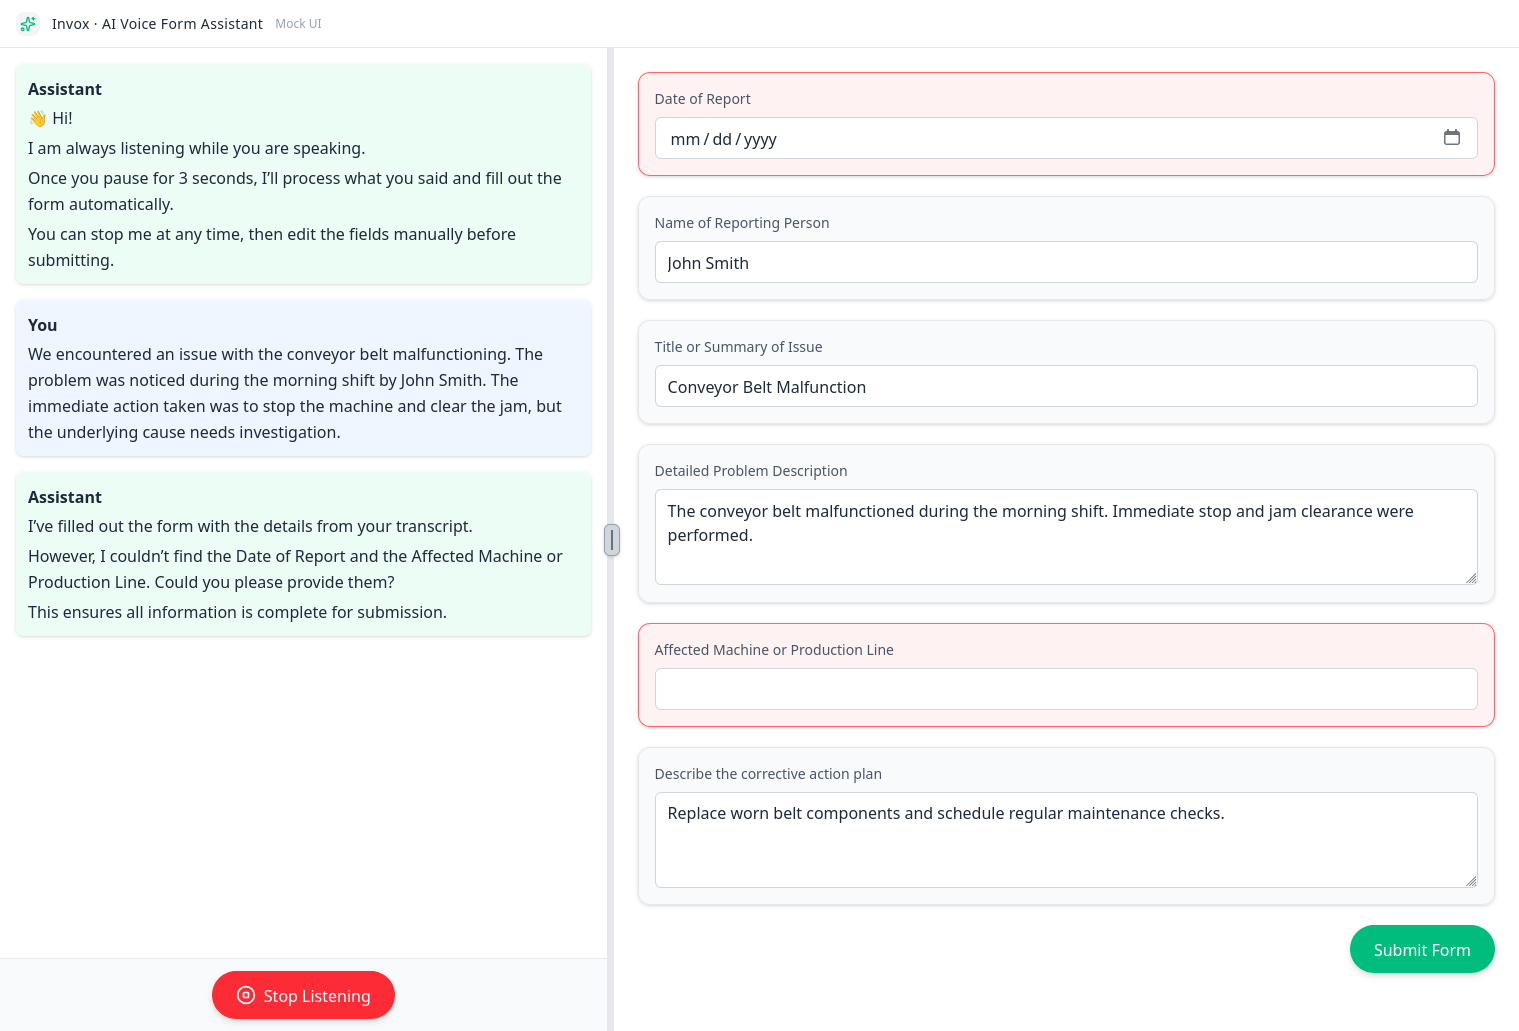 Invox · AI Voice Form Assistant Mock UI
Assistant
👋 Hi!
I am always listening while you are speaking.
Once you pause for 3 seconds, I’ll process what you said and fill out the
form automatically.
You can stop me at any time, then edit the fields manually before
submitting.
You
We encountered an issue with the conveyor belt malfunctioning. The
problem was noticed during the morning shift by John Smith. The
immediate action taken was to stop the machine and clear the jam, but
the underlying cause needs investigation.
Assistant
I’ve filled out the form with the details from your transcript.
However, I couldn’t find the Date of Report and the Affected Machine or
Production Line. Could you please provide them?
This ensures all information is complete for submission.
Stop Listening
Date of Report
mm/dd/yyyy
Name of Reporting Person
John Smith
Title or Summary of Issue
Conveyor Belt Malfunction
Detailed Problem Description
The conveyor belt malfunctioned during the morning shift. Immediate stop and jam clearance were
performed.
Affected Machine or Production Line
Describe the corrective action plan
Replace worn belt components and schedule regular maintenance checks.
Submit Form